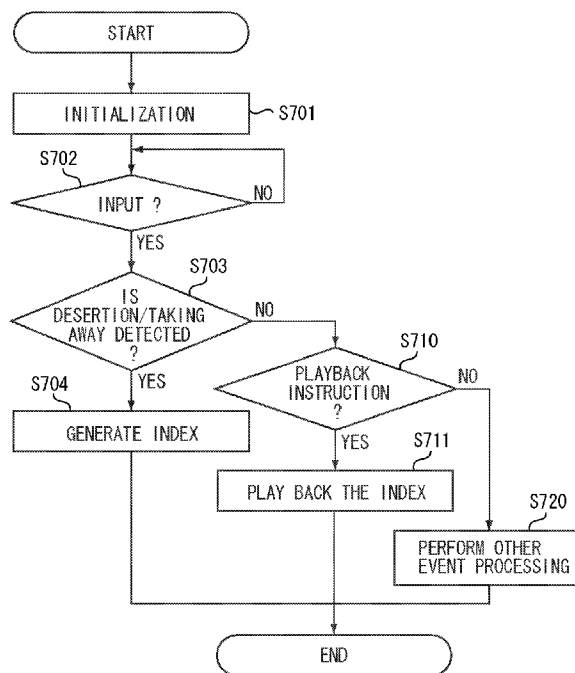 START
INITIALIZATION
S701
S702
INPUT ?
NO
YES
S703
IS
DESERTION/TAKING
AWAY DETECTED
?
NO
YES
S710
PLAYBACK
INSTRUCTION
?
NO
YES
S704
GENERATE INDEX
S711
PLAY BACK THE INDEX
S720
PERFORM OTHER
EVENT PROCESSING
END